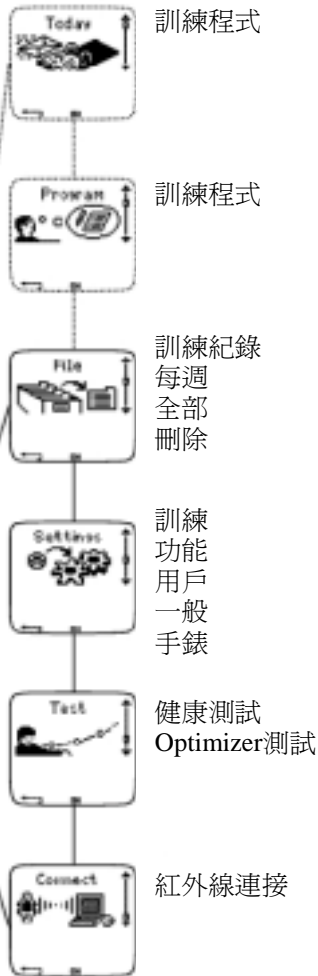 Today
訓練程式
Program
訓練程式
File
訓練紀錄
每週
全部
刪除
Settings
訓練
功能
用戶
一般
手錶
Test
健康測試
Optimizer測試
Connect
紅外線連接